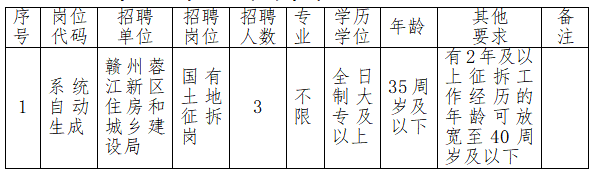 序
号
岗位
代码
招聘
单位
招聘
岗位
招聘
人数
专
业
学历
学位
年龄
其他
要求
备
注
1
系统
自动
生成
赣州蓉
江新区
住房和
城乡建
设局
国有
土地
征拆
岗
3
不
限
全日
制大
专及
以上
35周
岁及
以下
有2年及以
上征拆工
作经历的
年龄可放
宽至40周
岁及以下